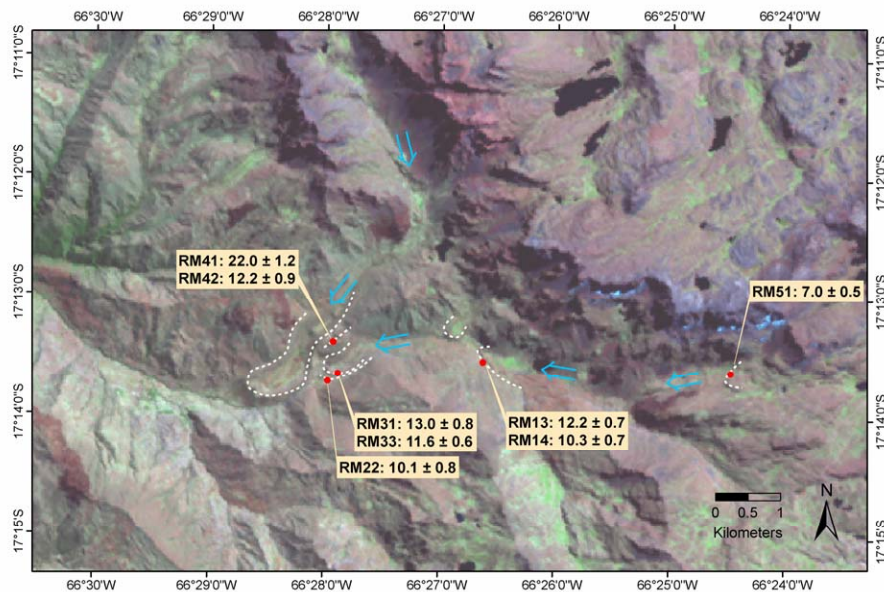 66°30'0"W 66°29'0"W 66°28'0"W 66°27'0"W 66°26'0"W 66°25'0"W 66°24'0"W
17°11'0"S
17°11'0"S
17°12'0"S
17°12'0"S
RM41: 22.0 ± 1.2
RM42: 12.2 ± 0.9
17°13'0"S
17°13'0"S
RM51: 7.0 ± 0.5
17°14'0"S
17°14'0"S
RM31: 13.0 ± 0.8
RM33: 11.6 ± 0.6
RM13: 12.2 ± 0.7
RM14: 10.3 ± 0.7
RM22: 10.1 ± 0.8
0 0.5 1
Kilometers
N
17°15'0"S
17°15'0"S
66°30'0"W 66°29'0"W 66°28'0"W 66°27'0"W 66°26'0"W 66°25'0"W 66°24'0"W